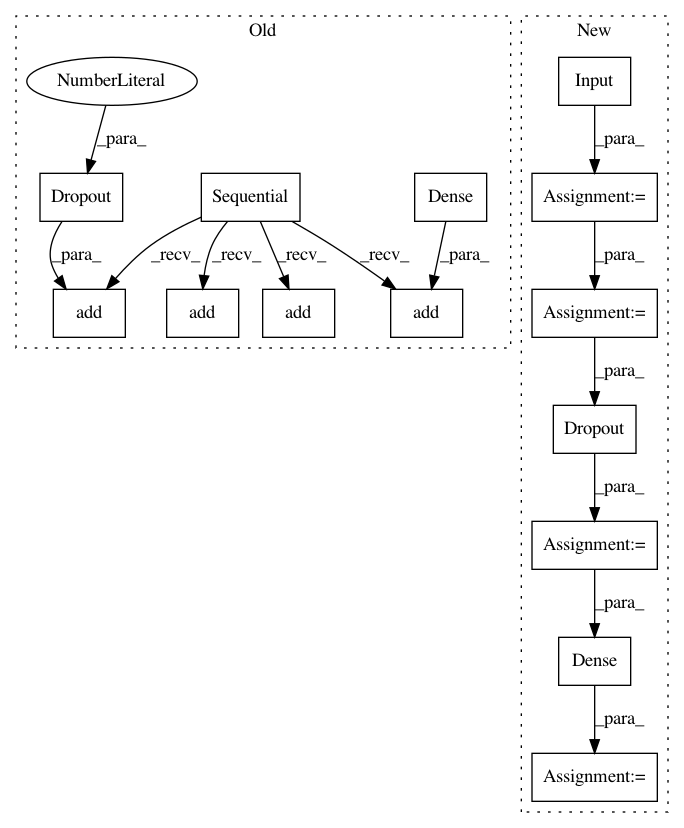 Old
New
NumberLiteral
Input
_para_
_para_
Dropout
Sequential
Dense
Assignment:=
_para_
_recv_
_recv_
_recv_
_recv_
_para_
_para_
add
add
add
add
Assignment:=
_para_
Dropout
_para_
Assignment:=
_para_
Dense
_para_
Assignment:=